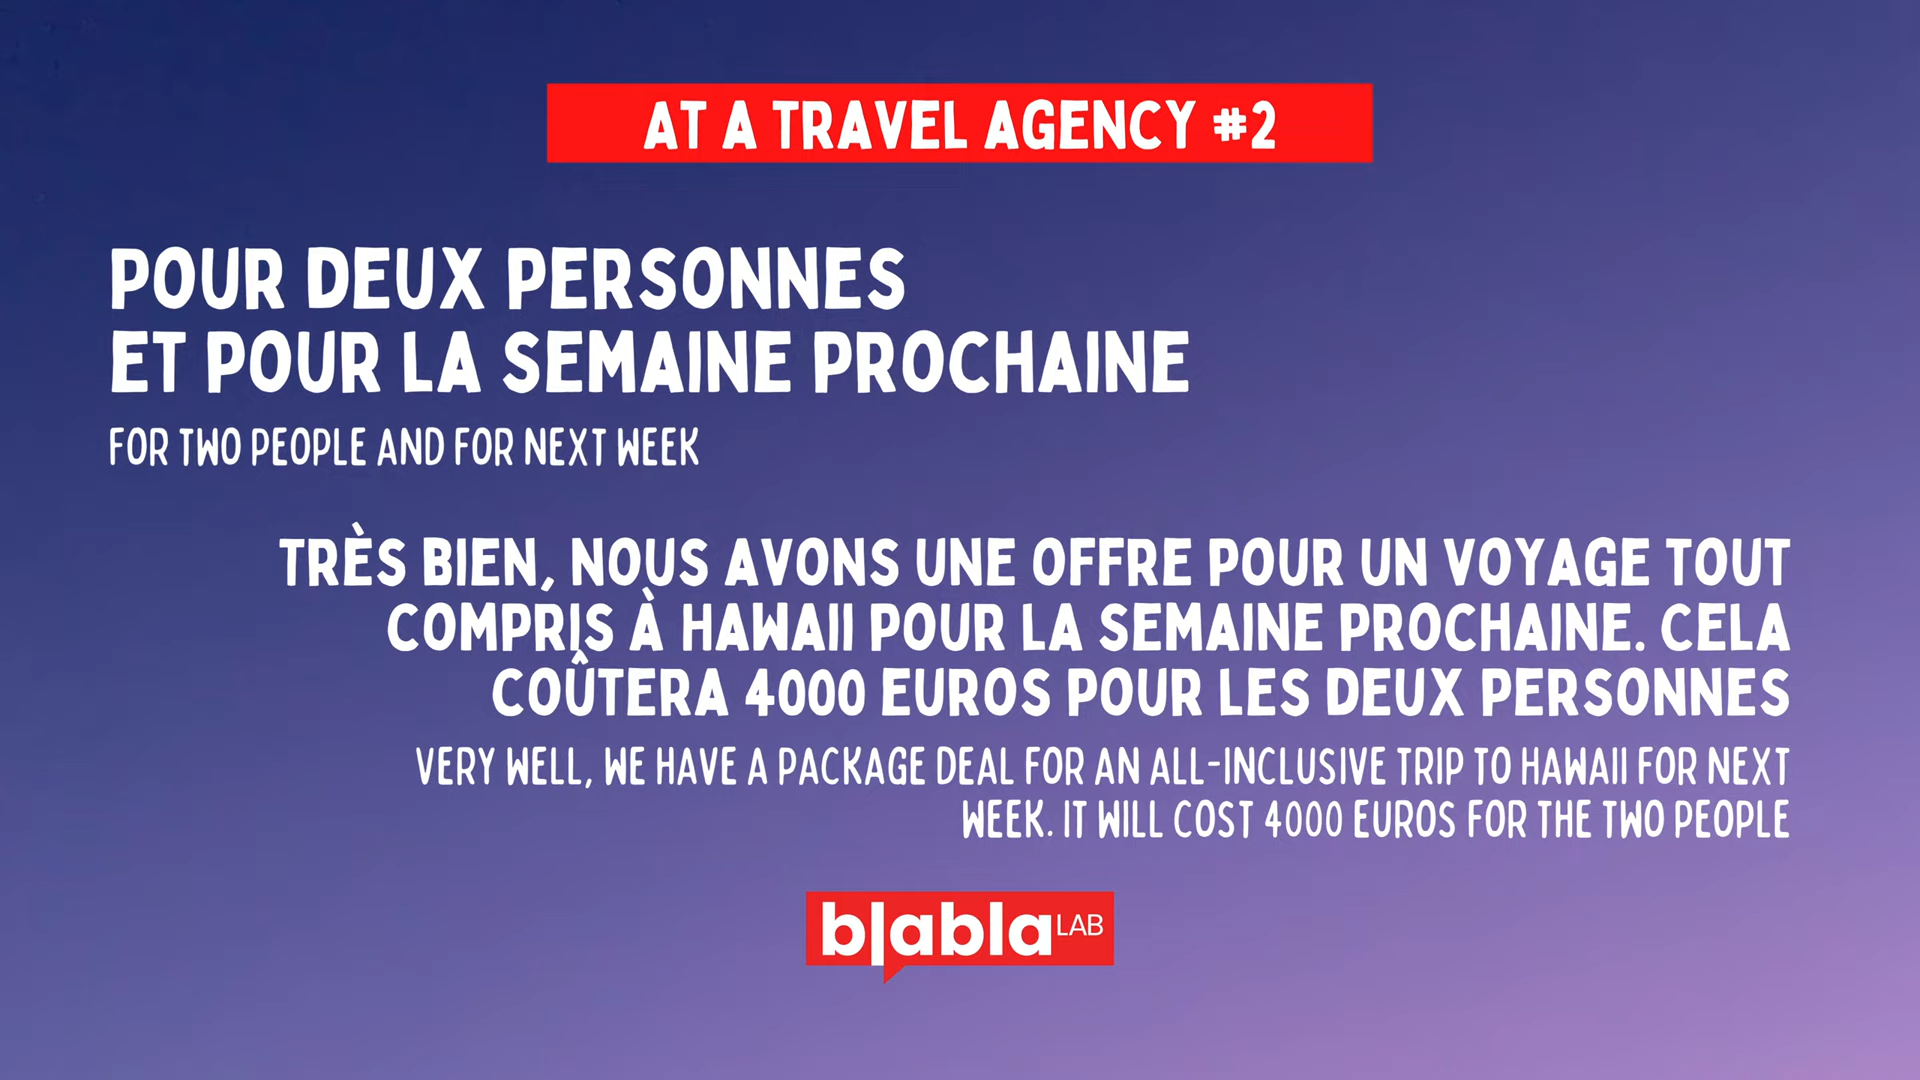 AT A TRAVEL AGENCY #2
POUR DEUX PERSONNES
ET POUR LA SEMAINE PROCHAINE
FOR TWO PEOPLE AND FOR NEXT WEEK
TRÈS BIEN, NOUS AVONS UNE OFFRE POUR UN VOYAGE TOUT
COMPRIS À HAWAII POUR LA SEMAINE PROCHAINE. CELA
COÛTERA 4000 EUROS POUR LES DEUX PERSONNES
VERY WELL, WE HAVE A PACKAGE DEAL FOR AN ALL-INCLUSIVE TRIP TO HAWAII FOR NEXT
WEEK. IT WILL COST 4000 EUROS FOR THE TWO PEOPLE
blabla LAB